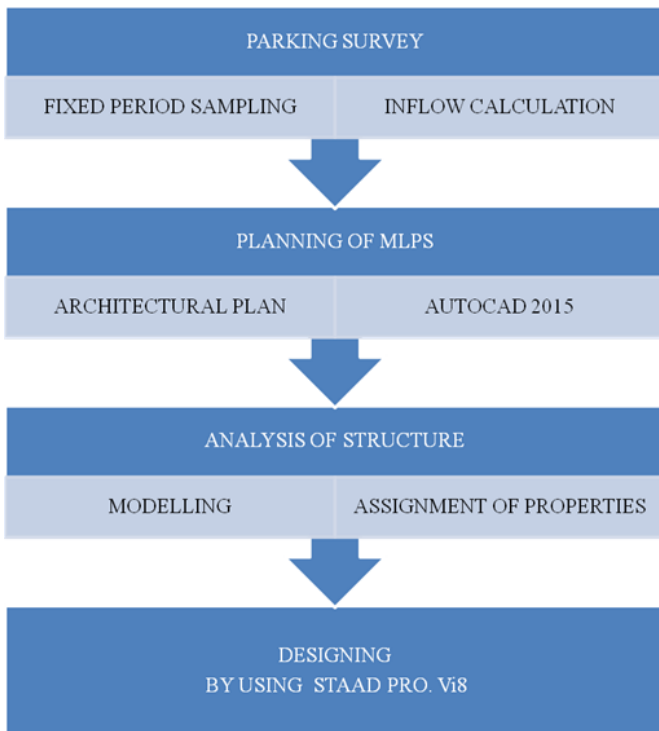 PARKING SURVEY
FIXED PERIOD SAMPLING
INFLOW CALCULATION
PLANNING OF MLPS
ARCHITECTURAL PLAN
AUTOCAD 2015
ANALYSIS OF STRUCTURE
MODELLING
ASSIGNMENT OF PROPERTIES
DESIGNING
BY USING STAAD PRO. Vi8